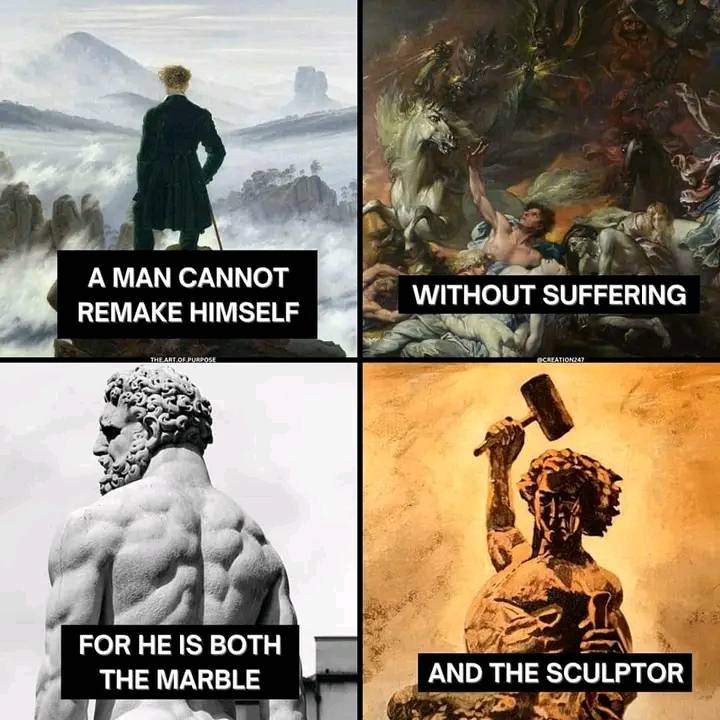 A MAN CANNOT
REMAKE HIMSELF
WITHOUT SUFFERING
THE.ART.OF.PURPOSE
@CREATION247
FOR HE IS BOTH
THE MARBLE
AND THE SCULPTOR